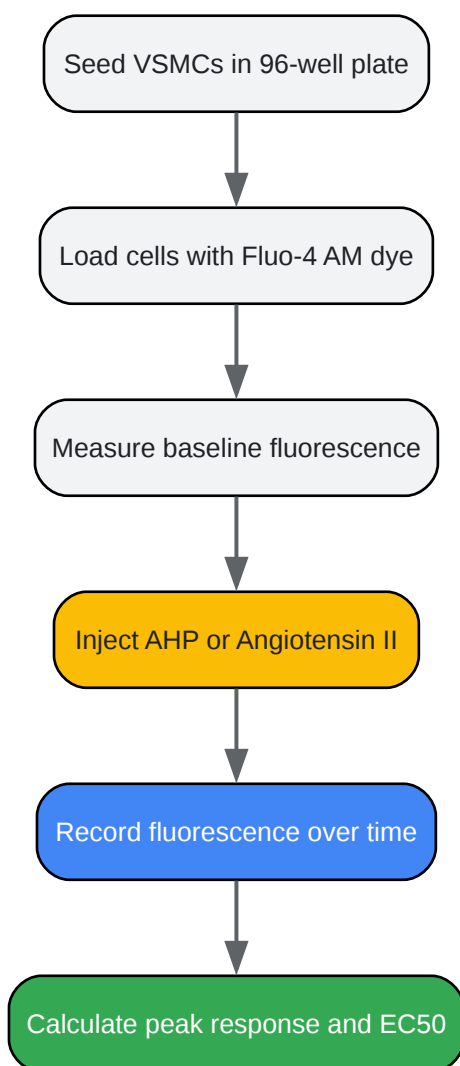 Seed VSMCs in 96-well plate
Load cells with Fluo-4 AM dye
Measure baseline fluorescence
Inject AHP or Angiotensin II
Record fluorescence over time
Calculate peak response and EC50